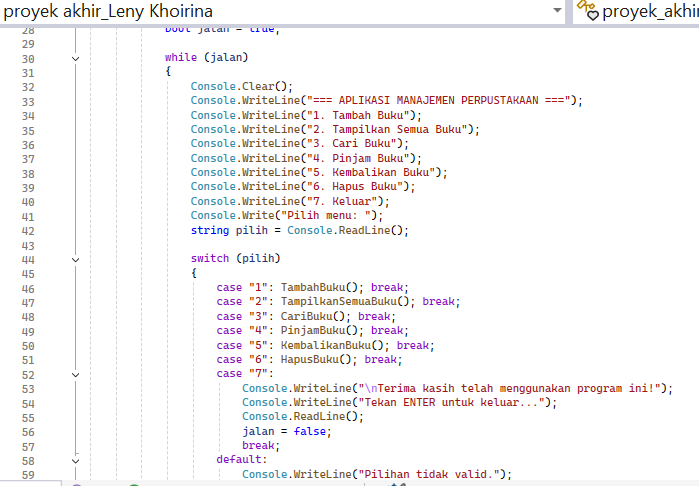 proyek akhir_Leny Khoirina
proyek_akhir
28 bool jalan = true;
29
30 while (jalan)
31 {
32 Console.Clear();
33 Console.WriteLine("=== APLIKASI MANAJEMEN PERPUSTAKAAN ===");
34 Console.WriteLine("1. Tambah Buku");
35 Console.WriteLine("2. Tampilkan Semua Buku");
36 Console.WriteLine("3. Cari Buku");
37 Console.WriteLine("4. Pinjam Buku");
38 Console.WriteLine("5. Kembalikan Buku");
39 Console.WriteLine("6. Hapus Buku");
40 Console.WriteLine("7. Keluar");
41 Console.Write("Pilih menu: ");
42 string pilih = Console.ReadLine();
43
44 switch (pilih)
45 {
46 case "1": TambahBuku(); break;
47 case "2": TampilkanSemuaBuku(); break;
48 case "3": CariBuku(); break;
49 case "4": PinjamBuku(); break;
50 case "5": KembalikanBuku(); break;
51 case "6": HapusBuku(); break;
52 case "7":
53 Console.WriteLine("\nTerima kasih telah menggunakan program ini!");
54 Console.WriteLine("Tekan ENTER untuk keluar...");
55 Console.ReadLine();
56 jalan = false;
57 break;
58 default:
59 Console.WriteLine("Pilihan tidak valid.");